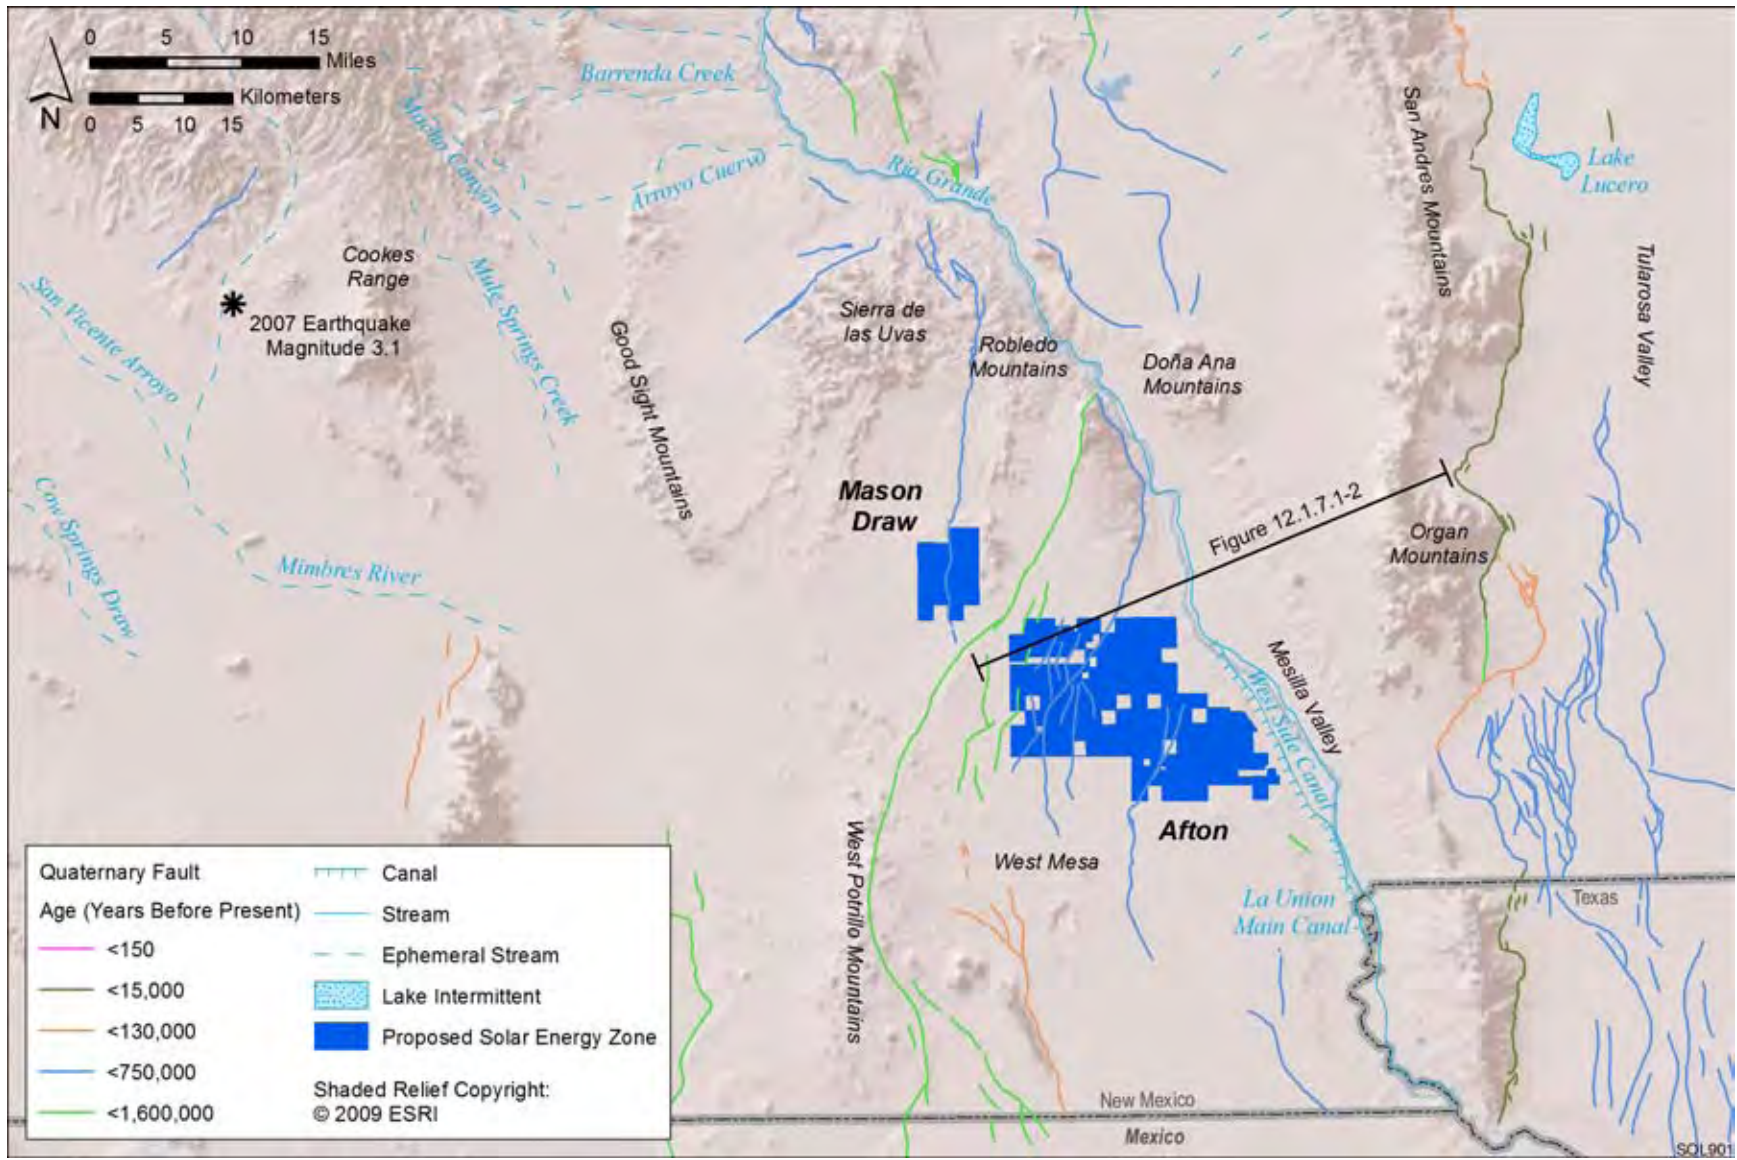 0 5 10 15
Miles
Kilometers
0 5 10 15
N
Barrenda Creek
Macho Canyon
Arroyo Cuervo
Rio Grande
San Andres Mountains
Lake
Lucero
Tularosa Valley
Cookes
Range
Mule Springs Creek
San Vicente Arroyo
2007 Earthquake
Magnitude 3.1
Good Sight Mountains
Sierra de
las Uvas
Robledo
Mountains
Doña Ana
Mountains
Cow Springs Draw
Mimbres River
Mason
Draw
Figure 12.1.7.1-2
Organ
Mountains
Mesilla Valley
West Side Canal
Afton
West Mesa
West Potrillo Mountains
La Union
Main Canal
Texas
New Mexico
Mexico
Quaternary Fault
Age (Years Before Present)
<150
<15,000
<130,000
<750,000
<1,600,000
Canal
Stream
Ephemeral Stream
Lake Intermittent
Proposed Solar Energy Zone
Shaded Relief Copyright:
© 2009 ESRI
SOL901